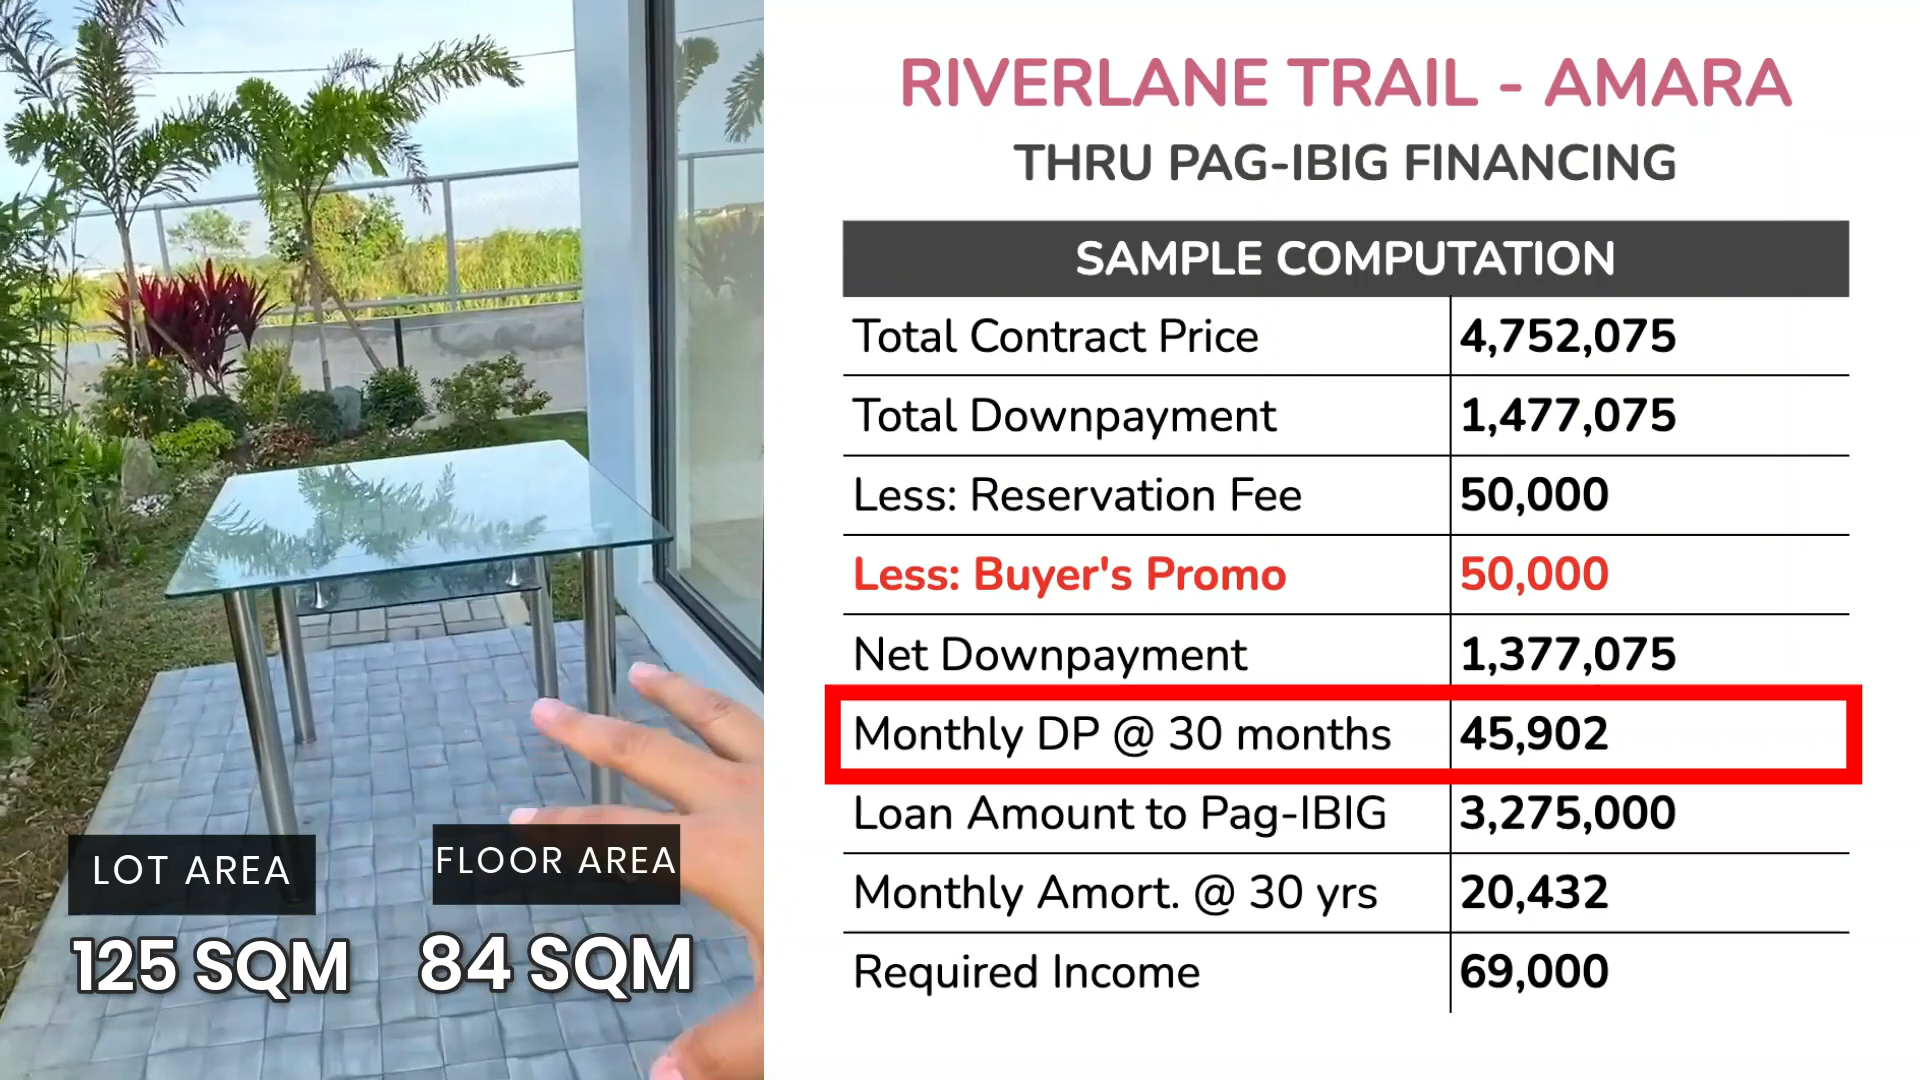 RIVERLANE TRAIL - AMARA
THRU PAG-IBIG FINANCING
SAMPLE COMPUTATION
Total Contract Price 4,752,075
Total Downpayment 1,477,075
Less: Reservation Fee 50,000
Less: Buyer's Promo 50,000
Net Downpayment 1,377,075
Monthly DP @ 30 months 45,902
Loan Amount to Pag-IBIG 3,275,000
Monthly Amort. @ 30 yrs 20,432
Required Income 69,000
LOT AREA
125 SQM
FLOOR AREA
84 SQM